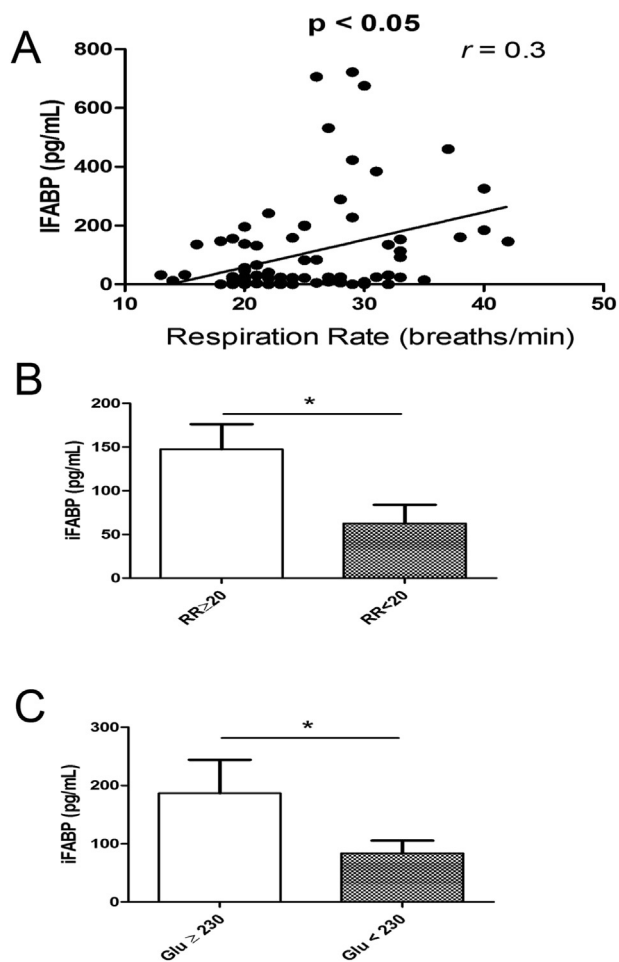 A
p < 0.05
r = 0.3
IFABP (pg/mL)
800
600
400
200
0
10
20
30
40
50
Respiration Rate (breaths/min)
B
*
iFABP (pg/mL)
200
150
100
50
0
RR≥20
RR<20
C
*
iFABP (pg/mL)
300
200
100
0
Glu ≥ 230
Glu < 230